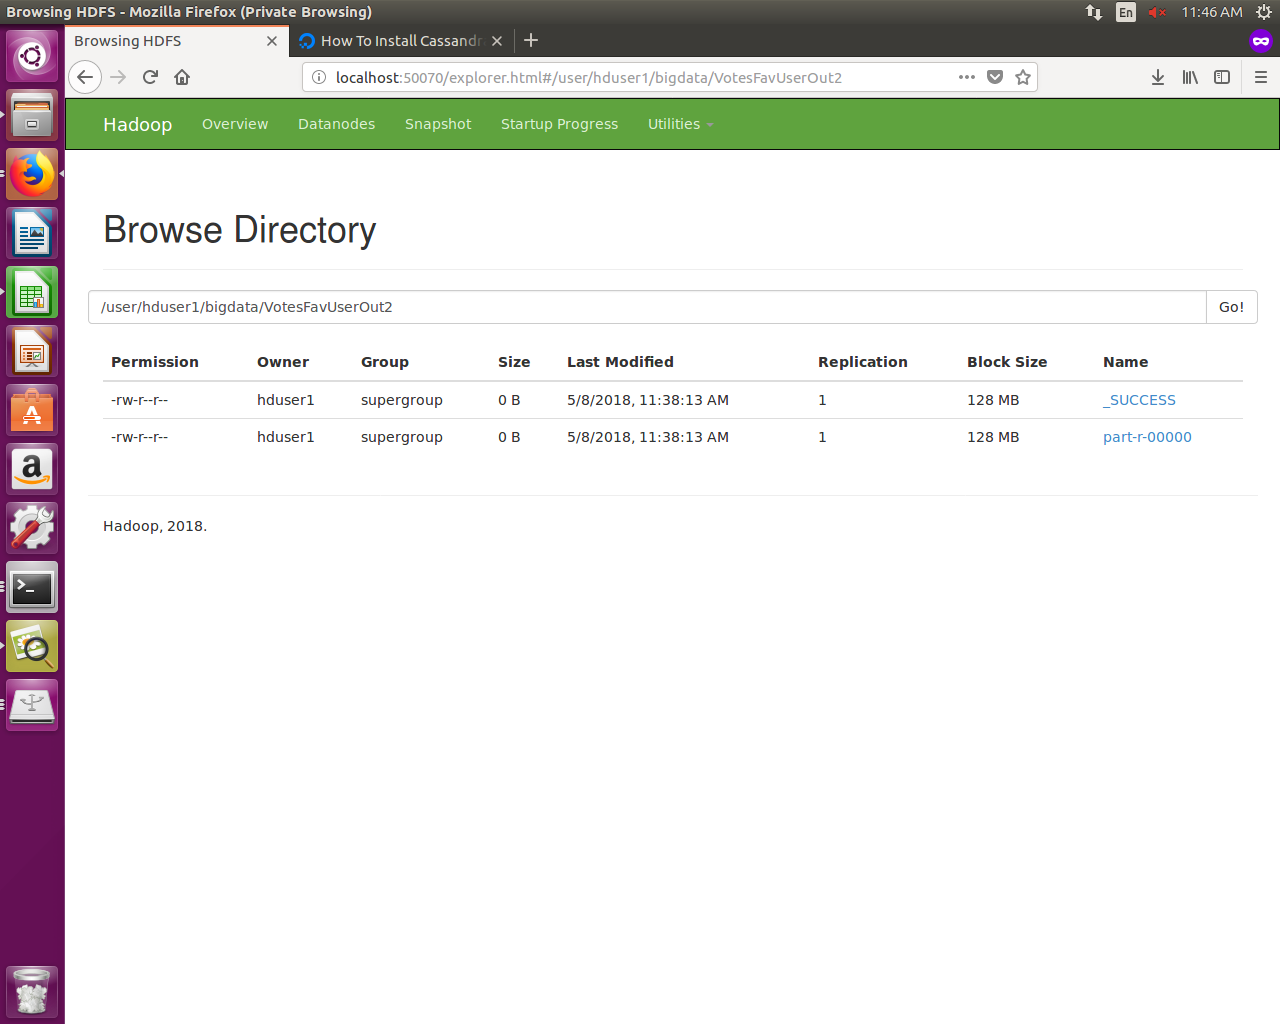 Browsing HDFS - Mozilla Firefox (Private Browsing)
En
11:46 AM
Browsing HDFS
How To Install Cassandr
localhost:50070/explorer.html#/user/hduser1/bigdata/VotesFavUserOut2
Hadoop Overview Datanodes Snapshot Startup Progress Utilities
Browse Directory
/user/hduser1/bigdata/VotesFavUserOut2 Go!
Permission Owner Group Size Last Modified Replication Block Size Name
-rw-r--r-- hduser1 supergroup 0 B 5/8/2018, 11:38:13 AM 1 128 MB _SUCCESS
-rw-r--r-- hduser1 supergroup 0 B 5/8/2018, 11:38:13 AM 1 128 MB part-r-00000
Hadoop, 2018.